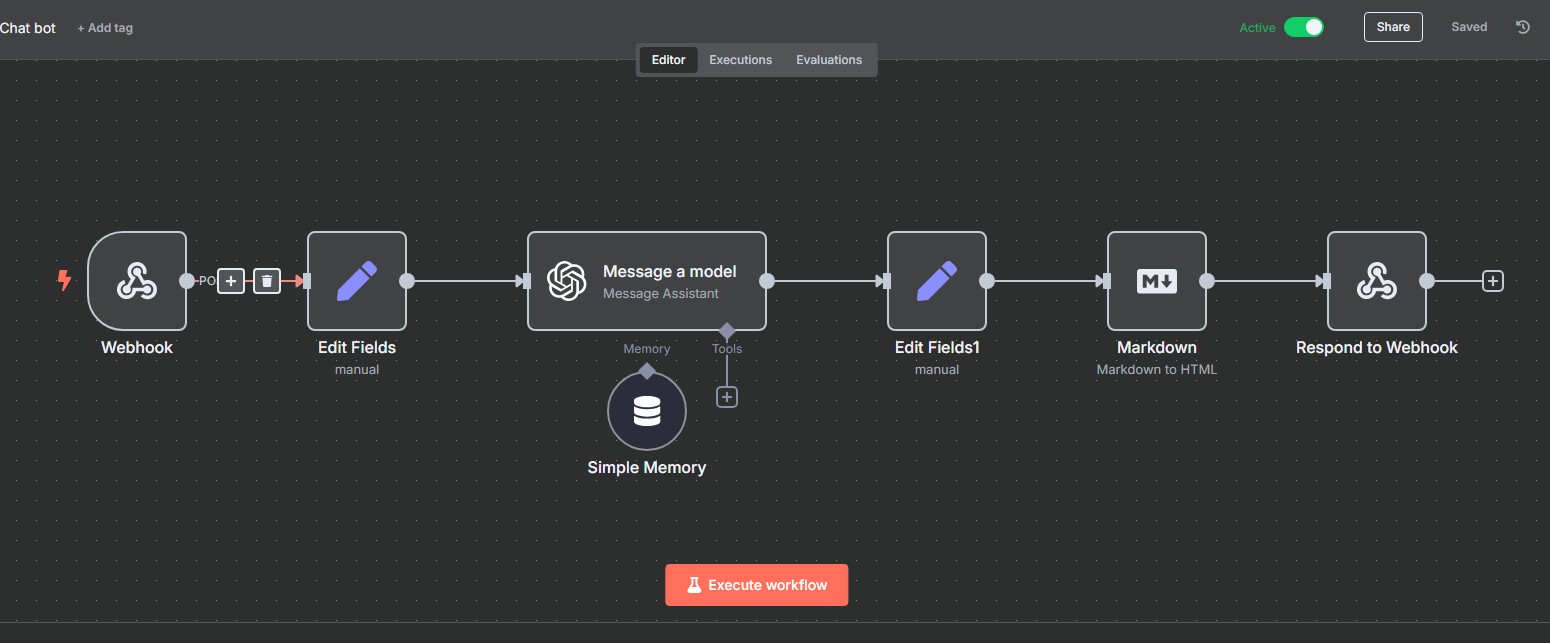 Chat bot
+ Add tag
Active
Share
Saved
Editor
Executions
Evaluations
PO
Message a model
Message Assistant
M
Webhook
Edit Fields
manual
Memory
Tools
Edit Fields1
manual
Markdown
Markdown to HTML
Respond to Webhook
Simple Memory
Execute workflow